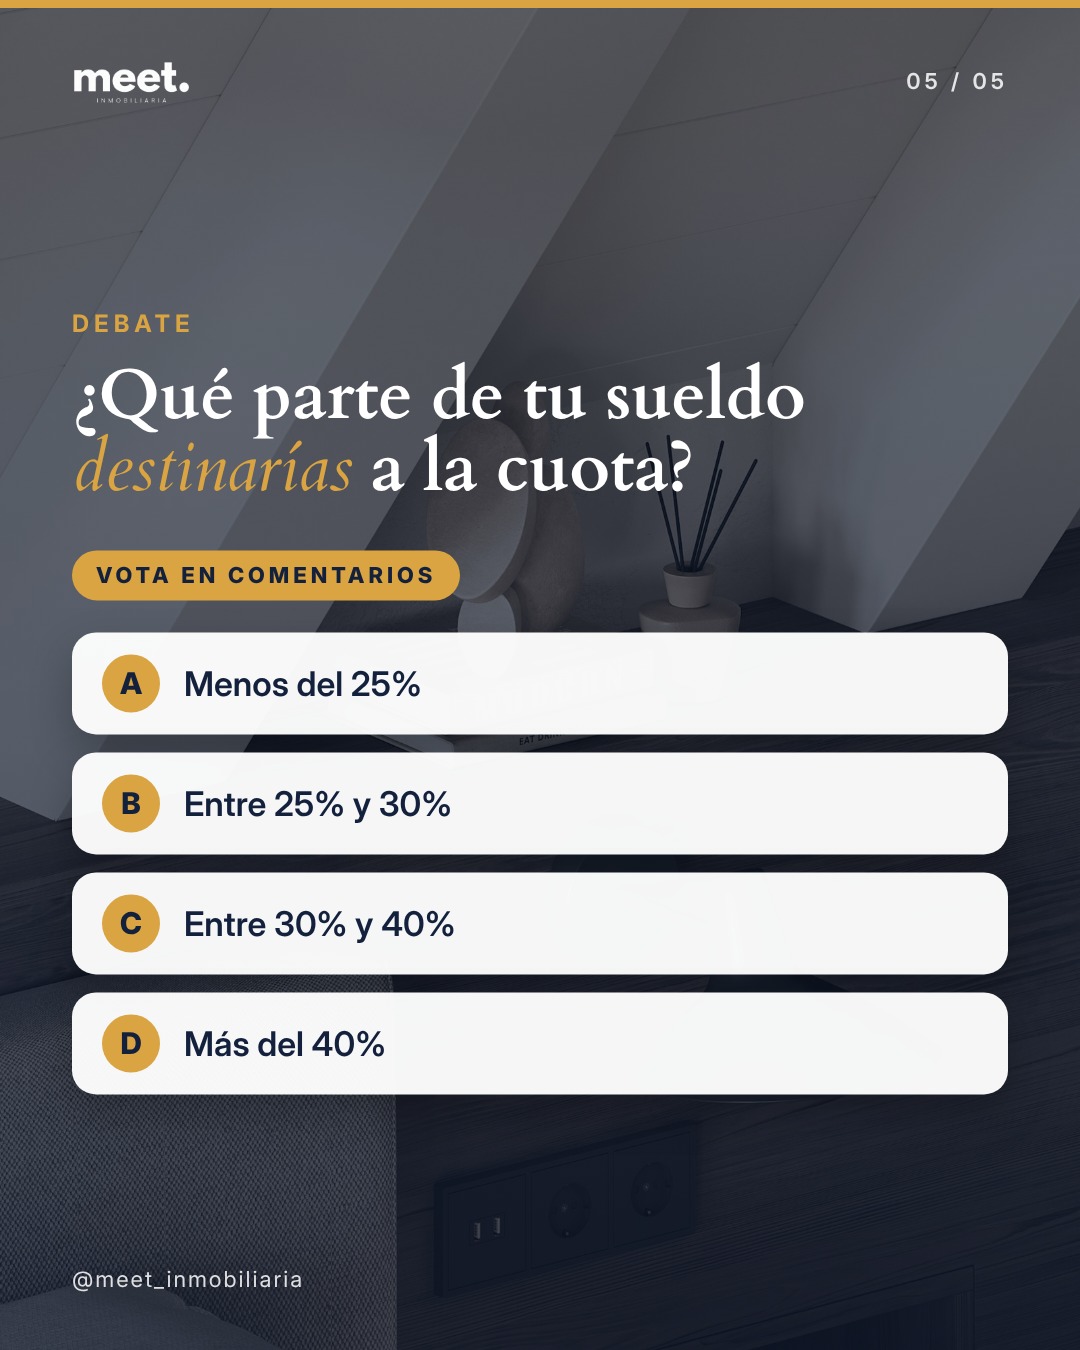 meet.
INMOBILIARIA
05 / 05
DEBATE
¿Qué parte de tu sueldo
destinarías a la cuota?
VOTA EN COMENTARIOS
A Menos del 25%
B Entre 25% y 30%
C Entre 30% y 40%
D Más del 40%
@meet_inmobiliaria